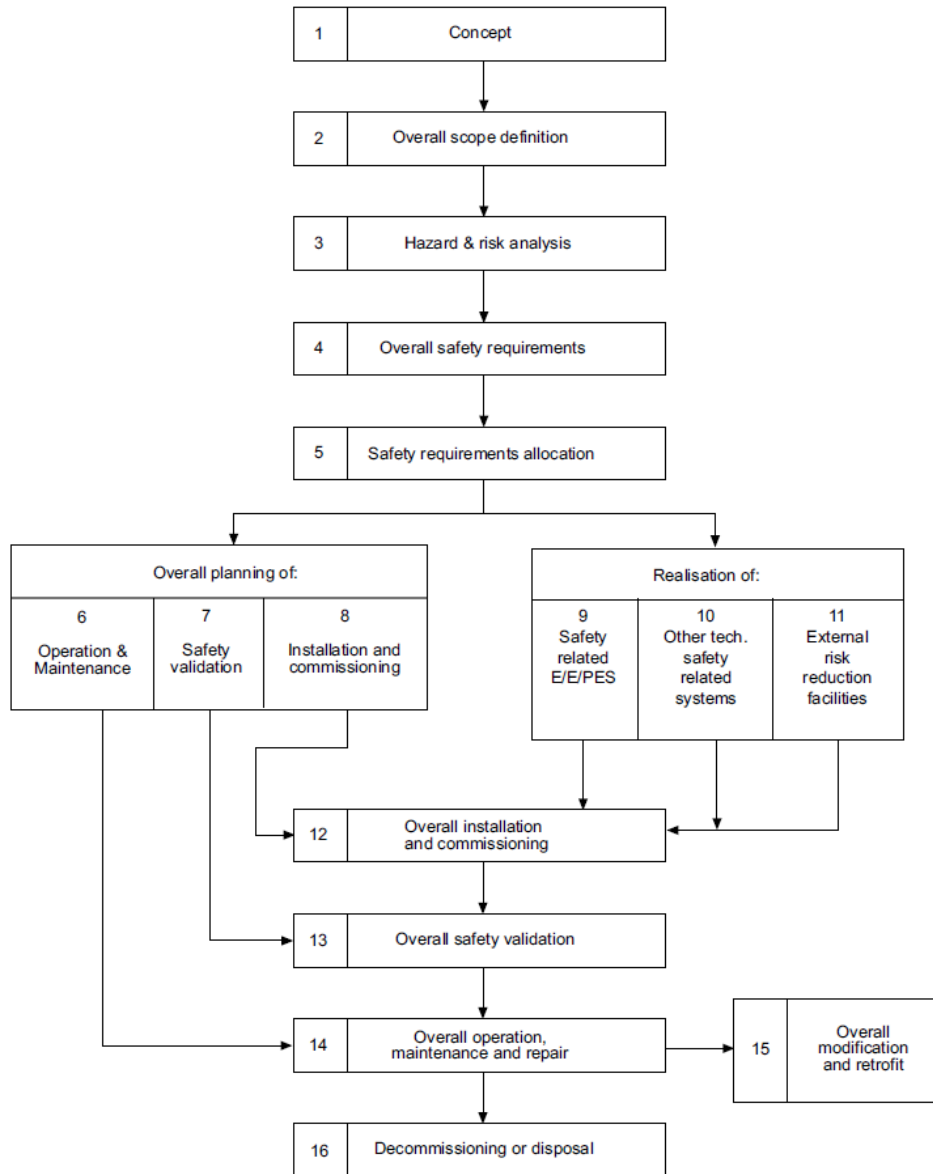 1
Concept
2
Overall scope definition
3
Hazard & risk analysis
4
Overall safety requirements
5
Safety requirements allocation
Overall planning of:
6
Operation &
Maintenance
7
Safety
validation
8
Installation and
commissioning
Realisation of:
9
Safety
related
E/E/PES
10
Other tech.
safety
related
systems
11
External
risk
reduction
facilities
12
Overall installation
and commissioning
13
Overall safety validation
14
Overall operation,
maintenance and repair
15
Overall
modification
and retrofit
16
Decommissioning or disposal